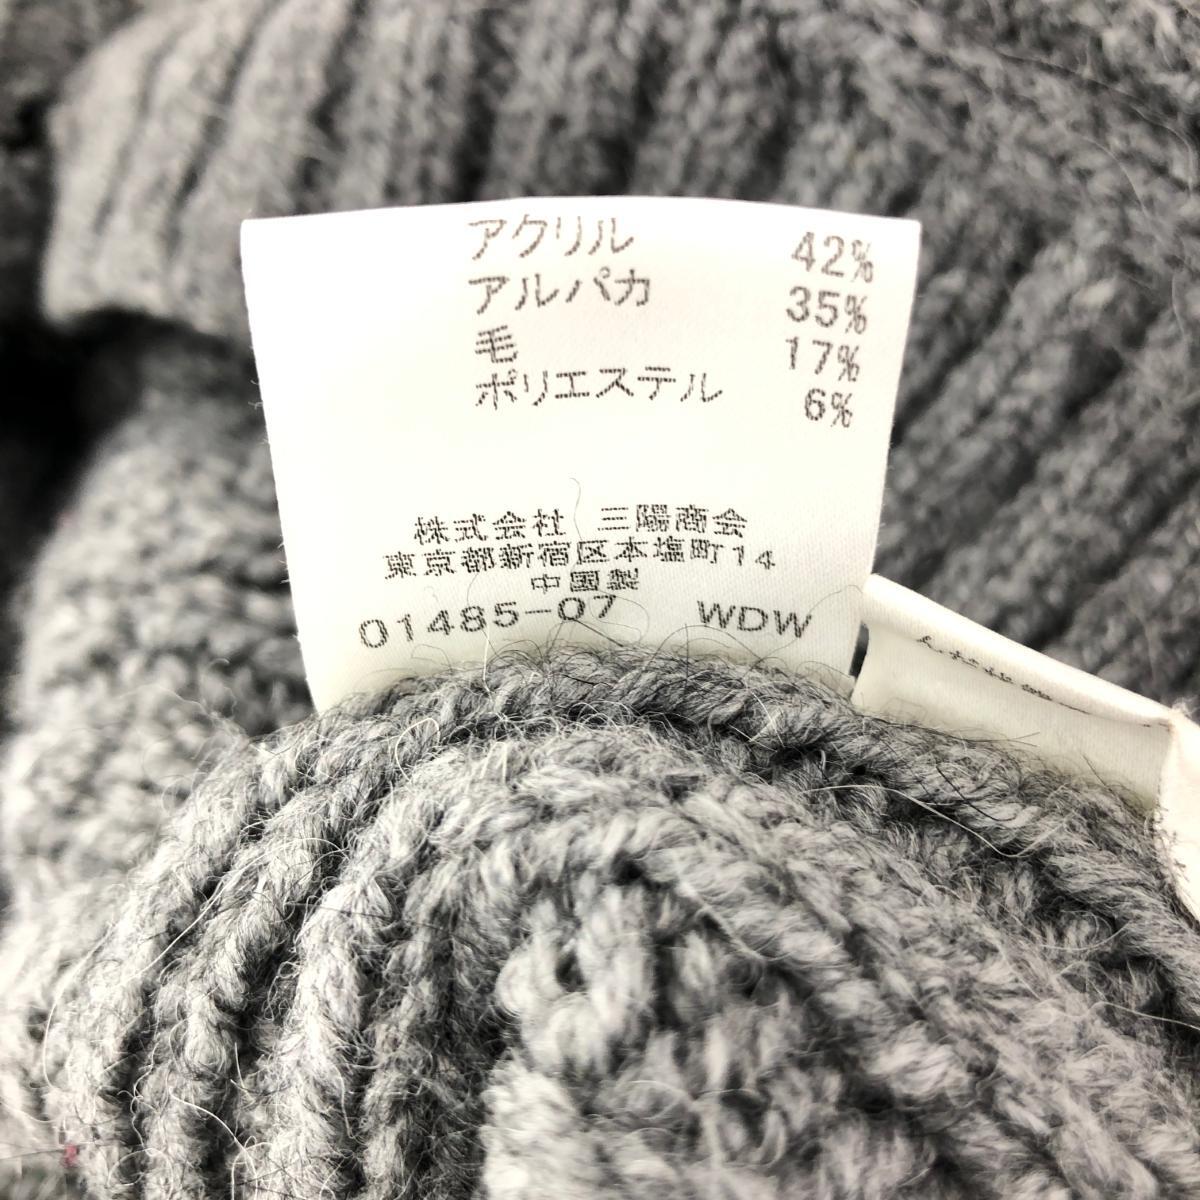 アクリル 42%
アルパカ 35%
毛 17%
ポリエステル 6%
株式会社 三陽商会
東京都新宿区本塩町14
中国製
01485-07 WDW